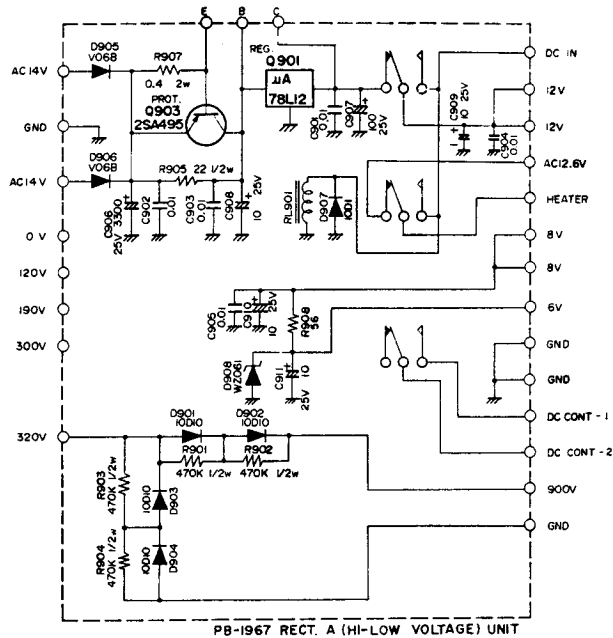 E B C
D905
V06B
R907
0.4 2W
REG.
Q901
μA
78L12
AC14V
GND
PROT.
Q903
2SA495
AC14V
D906
V06B
R905 22 1/2W
C906
3300
25V
C902
0.01
C903
0.01
C908
10
25V
C901
0.01
C907
100
25V
C909
10 25V
1
C904
0.01
RL901
D907
10D1
0V
120V
190V
300V
320V
C905
0.01
C910
10
25V
R908
56
D908
WZ061
C911
10
25V
D901
10D10
D902
10D10
R901
470K 1/2W
R902
470K 1/2W
R903
470K 1/2W
10D10
D903
R904
470K 1/2W
10D10
D904
DC IN
12V
12V
AC12.6V
HEATER
8V
8V
6V
GND
GND
DC CONT-1
DC CONT-2
900V
GND
PB-1967 RECT. A (HI-LOW VOLTAGE) UNIT